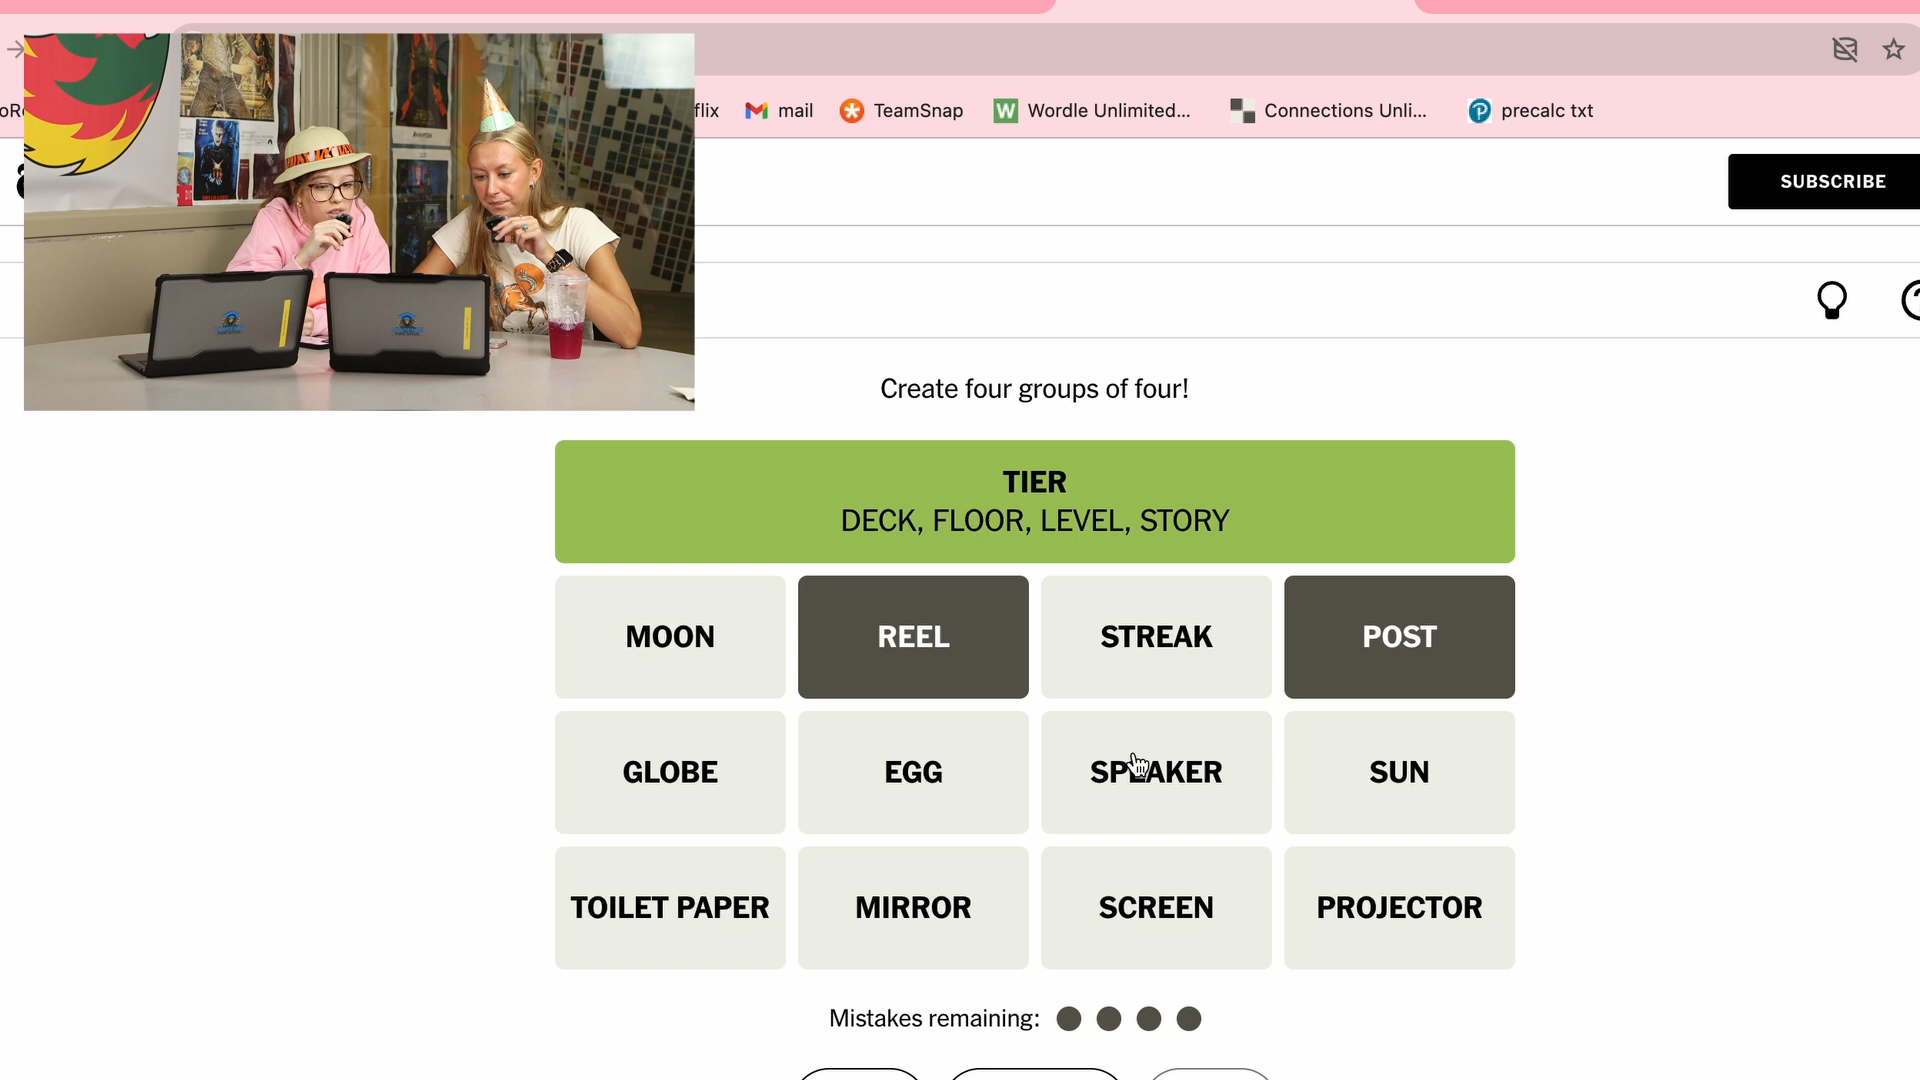 flix
mail
TeamSnap
Wordle Unlimited...
Connections Unli...
precalc txt
SUBSCRIBE
Create four groups of four!
TIER
DECK, FLOOR, LEVEL, STORY
MOON
REEL
STREAK
POST
GLOBE
EGG
SPEAKER
SUN
TOILET PAPER
MIRROR
SCREEN
PROJECTOR
Mistakes remaining: